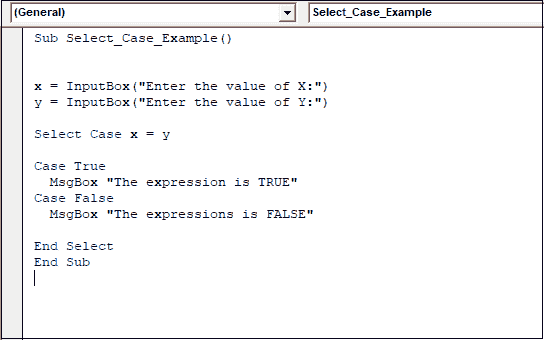 (General) Select_Case_Example
Sub Select_Case_Example()
x = InputBox("Enter the value of X:")
y = InputBox("Enter the value of Y:")
Select Case x = y
Case True
MsgBox "The expression is TRUE"
Case False
MsgBox "The expressions is FALSE"
End Select
End Sub